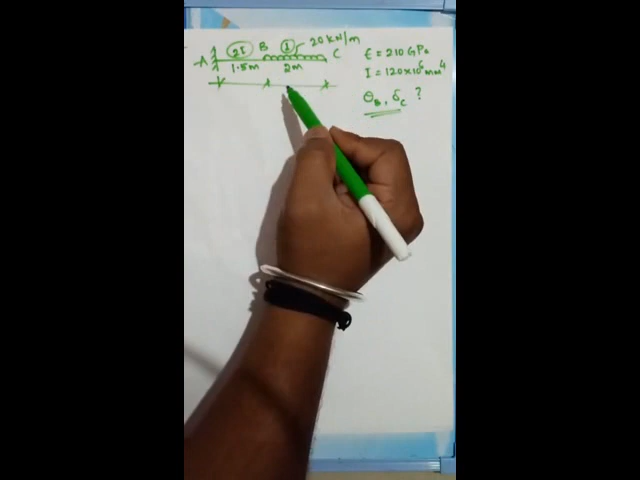 2I B I 20 kN/m C
A
1.5m 2m
E = 210 GPa
I = 120×10⁶ mm⁴
θB, δC ?